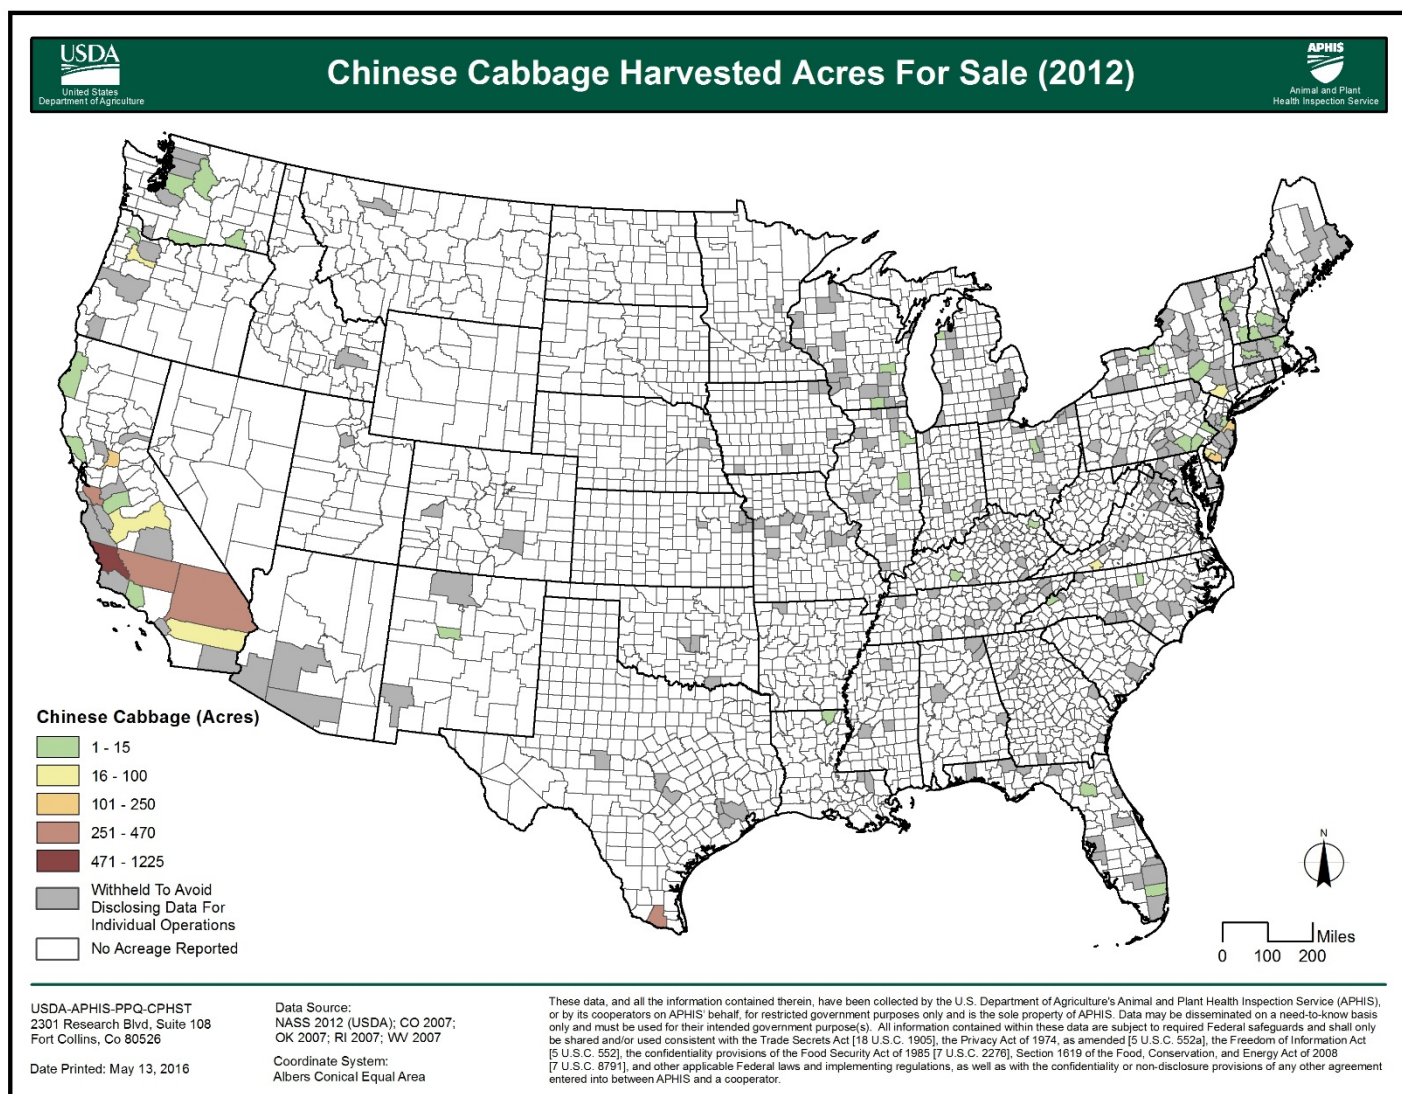 USDA
United States
Department of Agriculture
Chinese Cabbage Harvested Acres For Sale (2012)
APHIS
Animal and Plant
Health Inspection Service
Chinese Cabbage (Acres)
1 - 15
16 - 100
101 - 250
251 - 470
471 - 1225
Withheld To Avoid
Disclosing Data For
Individual Operations
No Acreage Reported
N
Miles
0 100 200
USDA-APHIS-PPQ-CPHST
2301 Research Blvd, Suite 108
Fort Collins, Co 80526
Date Printed: May 13, 2016
Data Source:
NASS 2012 (USDA); CO 2007;
OK 2007; RI 2007; WV 2007
Coordinate System:
Albers Conical Equal Area
These data, and all the information contained therein, have been collected by the U.S. Department of Agriculture's Animal and Plant Health Inspection Service (APHIS),
or by its cooperators on APHIS' behalf, for restricted government purposes only and is the sole property of APHIS. Data may be disseminated on a need-to-know basis
only and must be used for their intended government purpose(s). All information contained within these data are subject to required Federal safeguards and shall only
be shared and/or used consistent with the Trade Secrets Act [18 U.S.C. 1905], the Privacy Act of 1974, as amended [5 U.S.C. 552a], the Freedom of Information Act
[5 U.S.C. 552], the confidentiality provisions of the Food Security Act of 1985 [7 U.S.C. 2276], Section 1619 of the Food, Conservation, and Energy Act of 2008
[7 U.S.C. 8791], and other applicable Federal laws and implementing regulations, as well as with the confidentiality or non-disclosure provisions of any other agreement
entered into between APHIS and a cooperator.